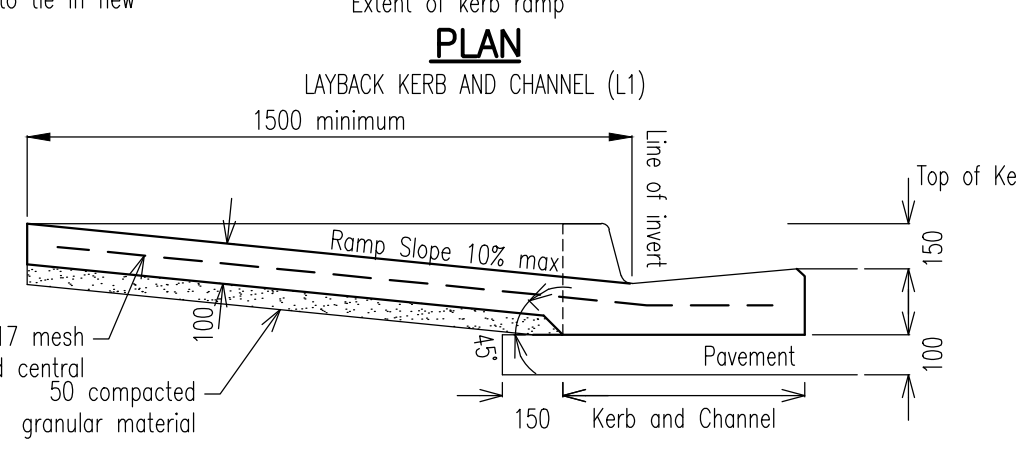 to tie in new
Extent of kerb ramp
PLAN
LAYBACK KERB AND CHANNEL (L1)
1500 minimum
Line of invert
Top of Ke
Ramp Slope 10% max
150
100
17 mesh
central
45°
Pavement
100
50 compacted
granular material
150
Kerb and Channel